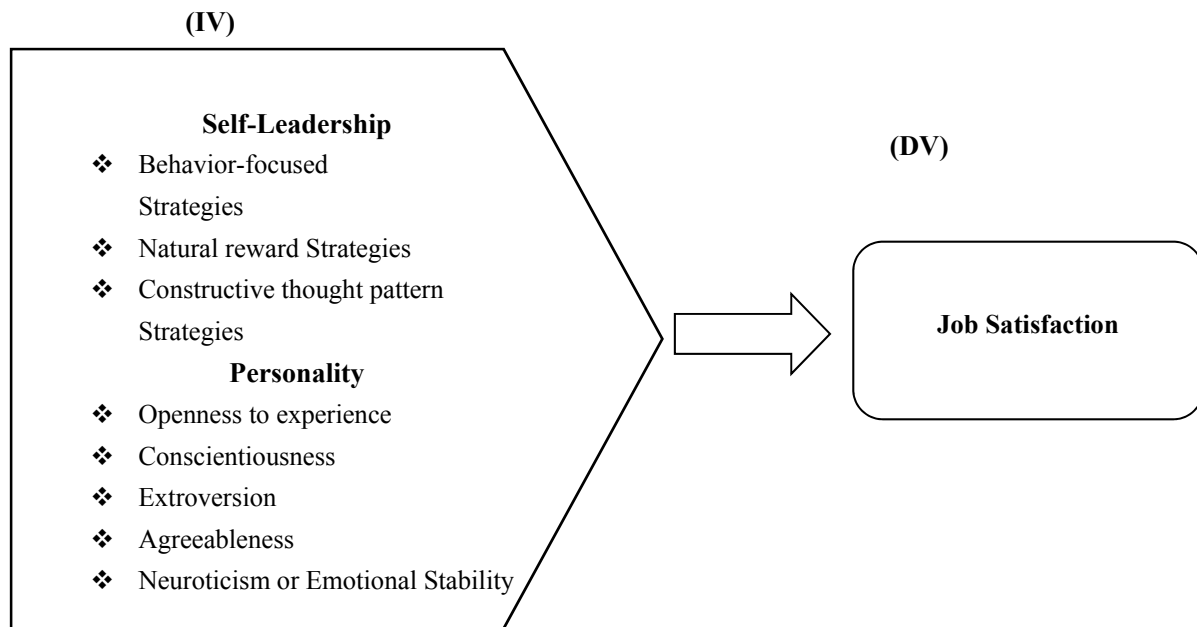 (IV)
Self-Leadership
❖ Behavior-focused
Strategies
❖ Natural reward Strategies
❖ Constructive thought pattern
Strategies
Personality
❖ Openness to experience
❖ Conscientiousness
❖ Extroversion
❖ Agreeableness
❖ Neuroticism or Emotional Stability
(DV)
Job Satisfaction